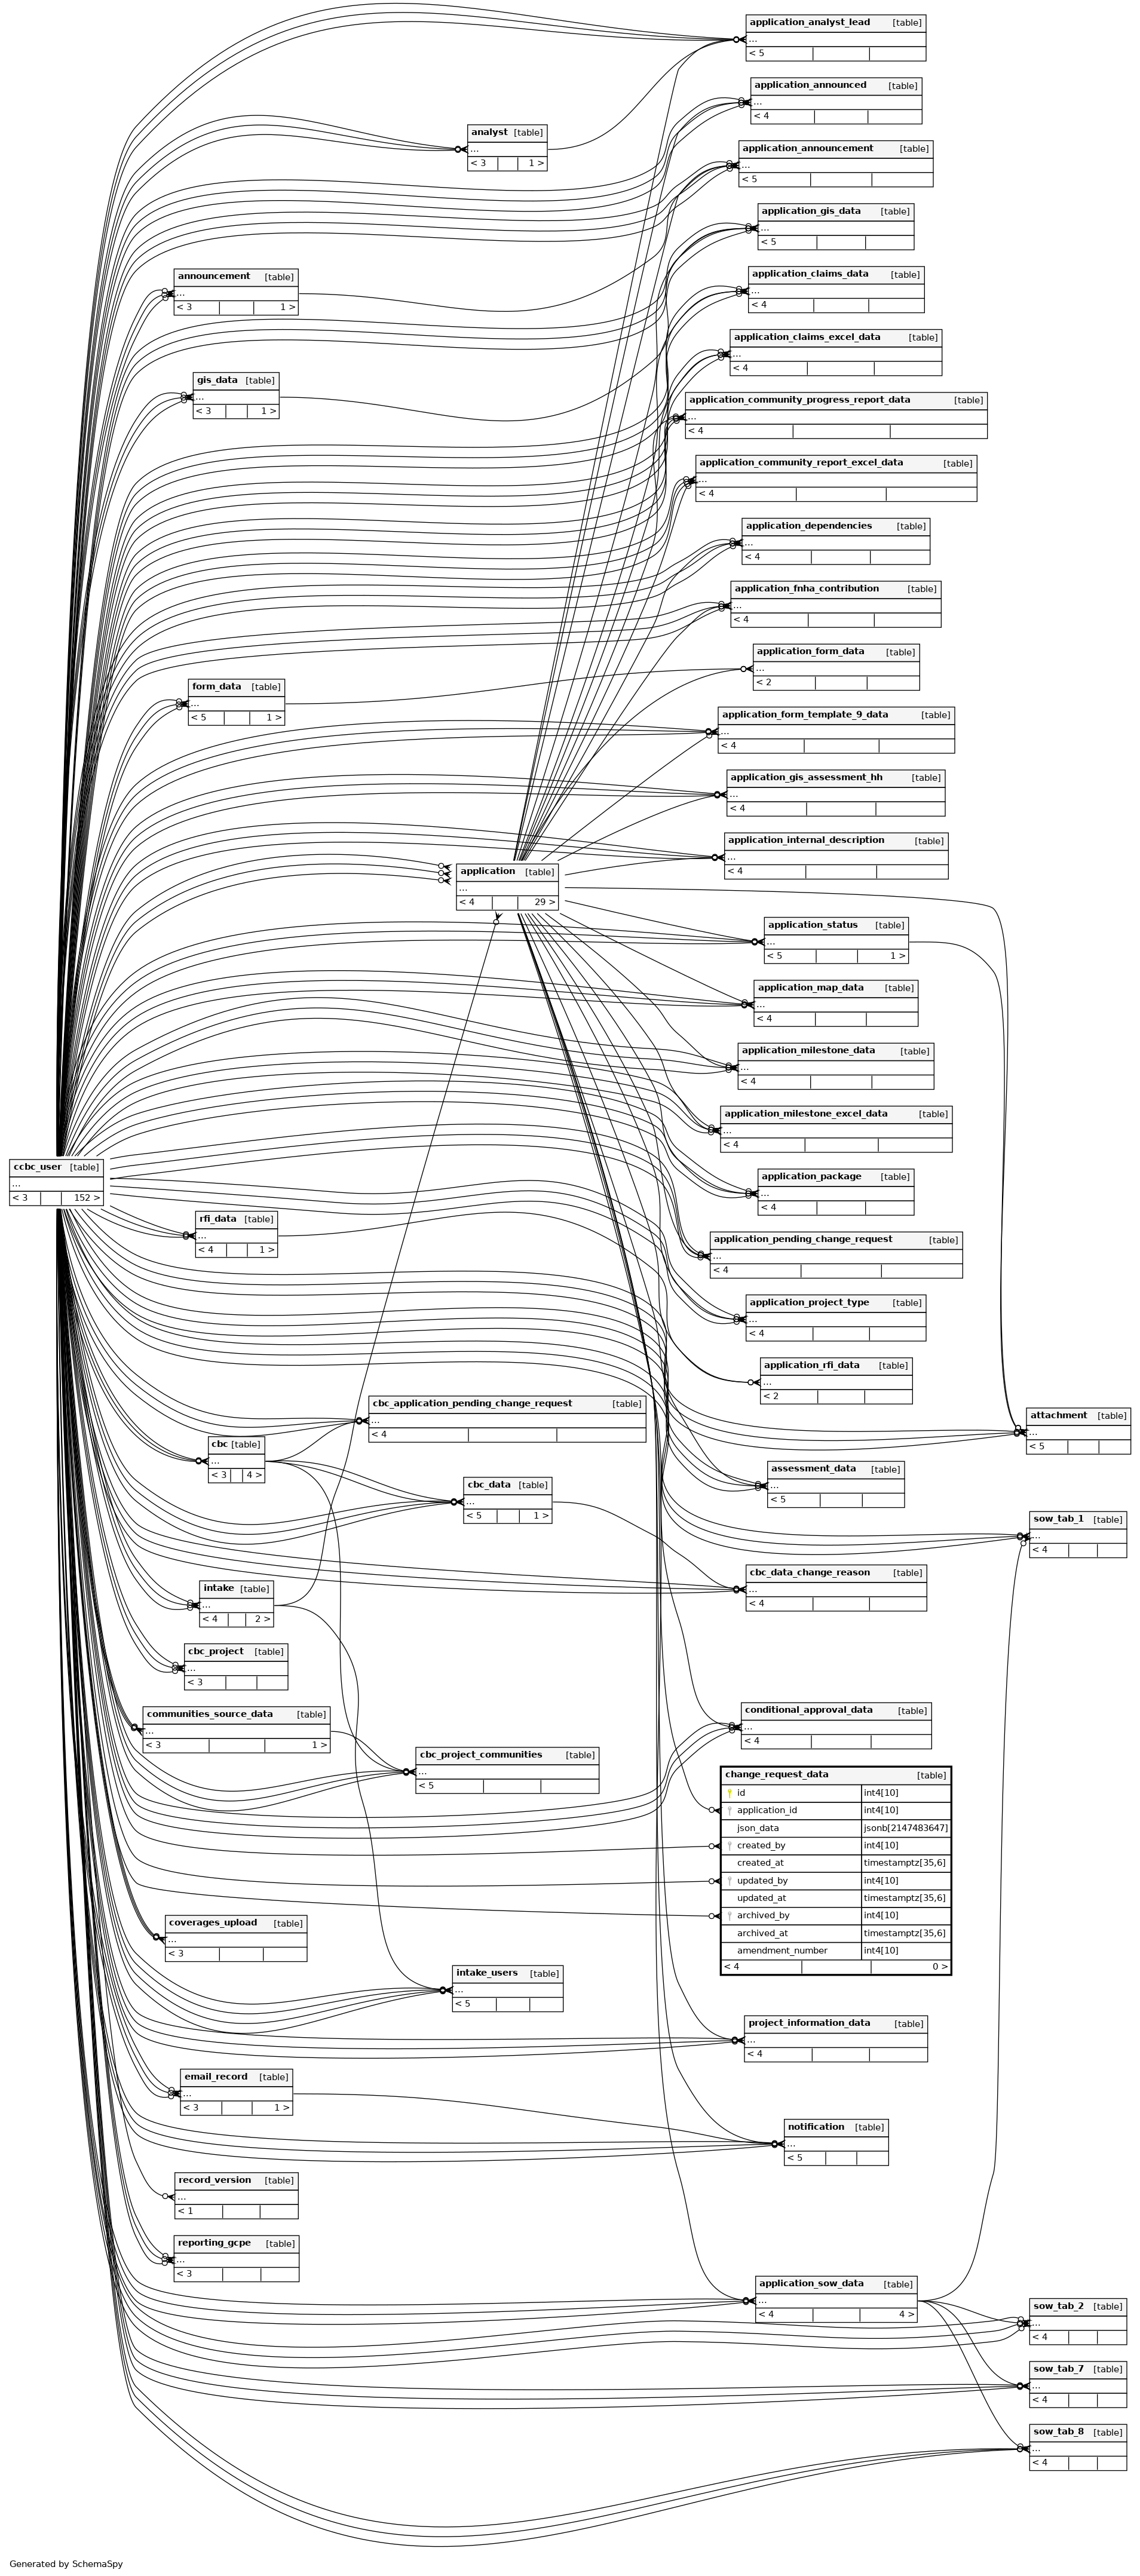 application_analyst_lead [table]
...
< 5
application_announced [table]
...
< 4
analyst [table]
...
< 3 1 >
application_announcement [table]
...
< 5
application_gis_data [table]
...
< 5
announcement [table]
...
< 3 1 >
application_claims_data [table]
...
< 4
application_claims_excel_data [table]
...
< 4
gis_data [table]
...
< 3 1 >
application_community_progress_report_data [table]
...
< 4
application_community_report_excel_data [table]
...
< 4
application_dependencies [table]
...
< 4
application_fnha_contribution [table]
...
< 4
application_form_data [table]
...
< 2
form_data [table]
...
< 5 1 >
application_form_template_9_data [table]
...
< 4
application_gis_assessment_hh [table]
...
< 4
application_internal_description [table]
...
< 4
application [table]
...
< 4 29 >
application_status [table]
...
< 5 1 >
application_map_data [table]
...
< 4
application_milestone_data [table]
...
< 4
application_milestone_excel_data [table]
...
< 4
ccbc_user [table]
...
< 3 152 >
application_package [table]
...
< 4
rfi_data [table]
...
< 4 1 >
application_pending_change_request [table]
...
< 4
application_project_type [table]
...
< 4
application_rfi_data [table]
...
< 2
cbc_application_pending_change_request [table]
...
< 4
attachment [table]
...
< 5
cbc [table]
...
< 3 4 >
assessment_data [table]
...
< 5
cbc_data [table]
...
< 5 1 >
sow_tab_1 [table]
...
< 4
cbc_data_change_reason [table]
...
< 4
intake [table]
...
< 4 2 >
cbc_project [table]
...
< 3
communities_source_data [table]
...
< 3 1 >
conditional_approval_data [table]
...
< 4
cbc_project_communities [table]
...
< 5
change_request_data [table]
id int4[10]
application_id int4[10]
json_data jsonb[2147483647]
created_by int4[10]
created_at timestamptz[35,6]
updated_by int4[10]
updated_at timestamptz[35,6]
archived_by int4[10]
archived_at timestamptz[35,6]
amendment_number int4[10]
< 4 0 >
coverages_upload [table]
...
< 3
intake_users [table]
...
< 5
project_information_data [table]
...
< 4
email_record [table]
...
< 3 1 >
notification [table]
...
< 5
record_version [table]
...
< 1
reporting_gcpe [table]
...
< 3
application_sow_data [table]
...
< 4 4 >
sow_tab_2 [table]
...
< 4
sow_tab_7 [table]
...
< 4
sow_tab_8 [table]
...
< 4
Generated by SchemaSpy